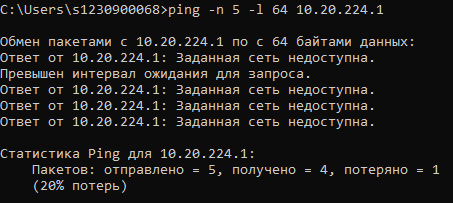 C:\Users\s1230900068>ping -n 5 -l 64 10.20.224.1
Обмен пакетами с 10.20.224.1 по с 64 байтами данных:
Ответ от 10.20.224.1: Заданная сеть недоступна.
Превышен интервал ожидания для запроса.
Ответ от 10.20.224.1: Заданная сеть недоступна.
Ответ от 10.20.224.1: Заданная сеть недоступна.
Ответ от 10.20.224.1: Заданная сеть недоступна.
Статистика Ping для 10.20.224.1:
Пакетов: отправлено = 5, получено = 4, потеряно = 1
(20% потерь)